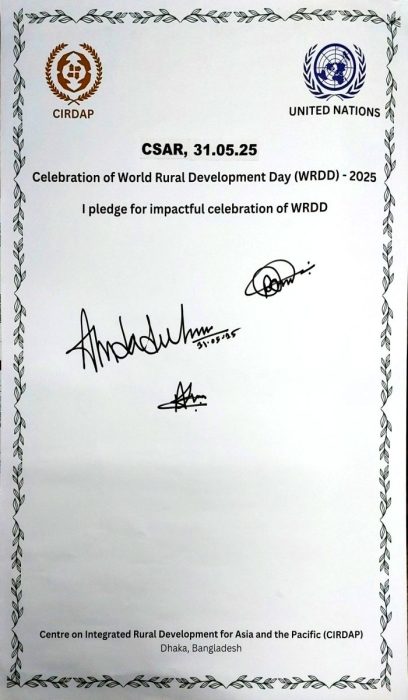 CIRDAP
UNITED NATIONS
CSAR, 31.05.25
Celebration of World Rural Development Day (WRDD) - 2025
I pledge for impactful celebration of WRDD
31.05.25
Centre on Integrated Rural Development for Asia and the Pacific (CIRDAP)
Dhaka, Bangladesh